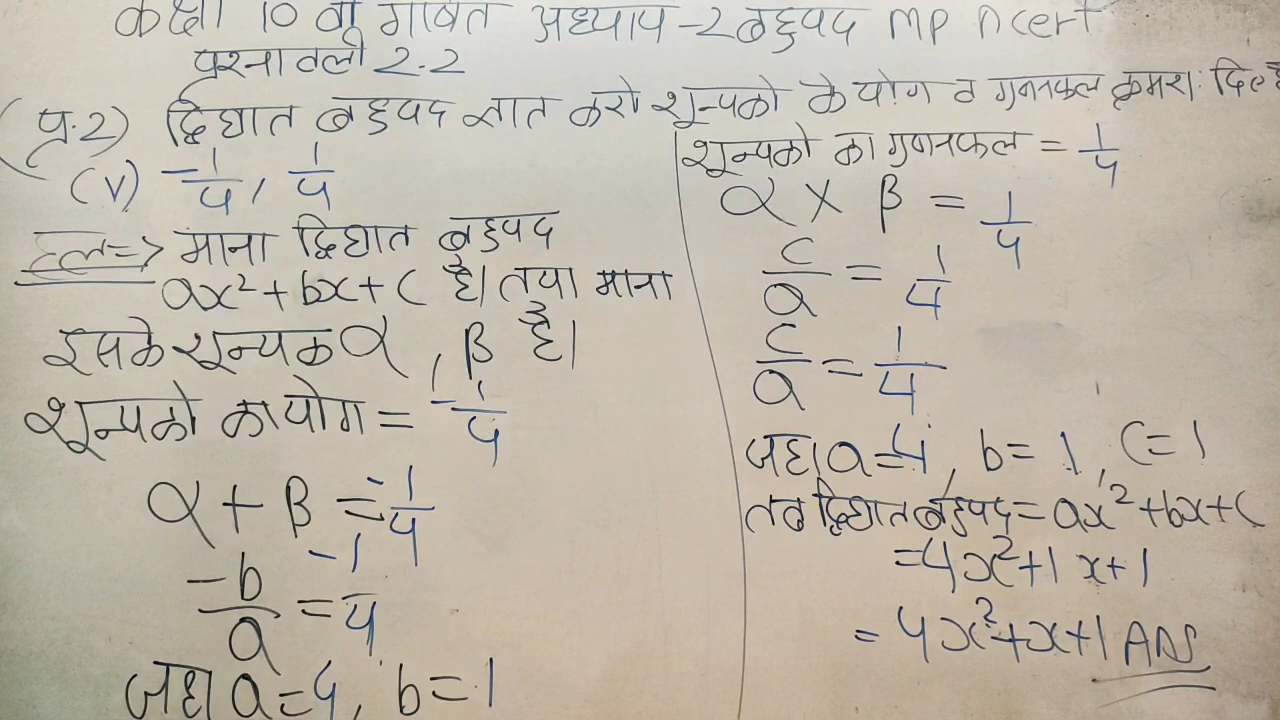 कक्षा 10 वी गणित अध्याय-2 बहुपद MP Ncert
प्रश्नावली 2.2
(प्र.2) द्विघात बहुपद ज्ञात करो शून्यको के योग व गुणनफल क्रमशः दिए है
(V) -1/4, 1/4
हल=> माना द्विघात बहुपद
ax²+bx+c है। तथा माना
इसके शून्यक α, β है।
शून्यको का योग = -1/4
α + β = -1/4
-b/a = -1/4
जहा a=4, b=1
शून्यको का गुणनफल = 1/4
α x β = 1/4
c/a = 1/4
c/a = 1/4
जहा a=4, b=1, c=1
तब द्विघात बहुपद = ax²+bx+c
=4x²+1x+1
= 4x²+x+1 Ans